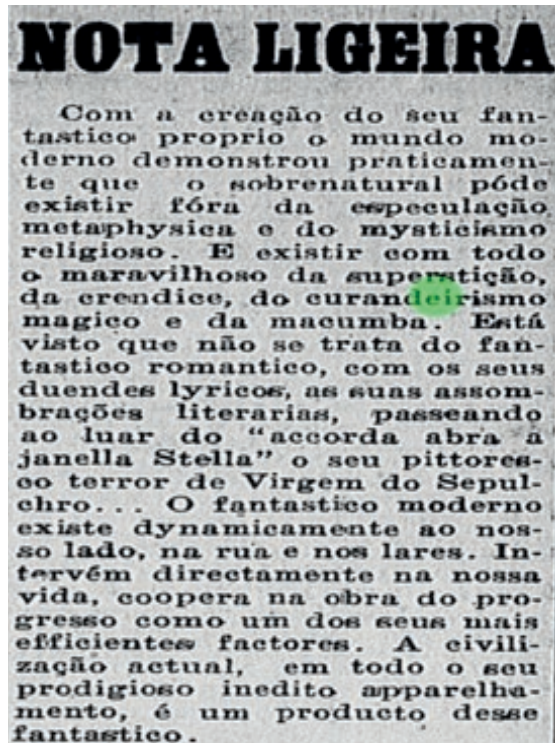 NOTA LIGEIRA
Com a creação do seu fan-
tastico proprio o mundo mo-
derno demonstrou praticamen-
te que o sobrenatural póde
existir fóra da especulação
metaphysica e do mysticismo
religioso. E existir com todo
o maravilhoso da superstição,
da crendice, do curandeirismo
magico e da macumba. Está
visto que não se trata do fan-
tastico romantico, com os seus
duendes lyricos, as suas assom-
brações literarias, passeando
ao luar do "accorda abra a
janella Stella" o seu pittores-
co terror de Virgem do Sepul-
chro... O fantastico moderno
existe dynamicamente ao nos-
so lado, na rua e nos lares. In-
tervém directamente na nossa
vida, coopera na obra do pro-
gresso como um dos seus mais
efficientes factores. A civili-
zação actual, em todo o seu
prodigioso inedito apparelha-
mento, é um producto desse
fantastico.